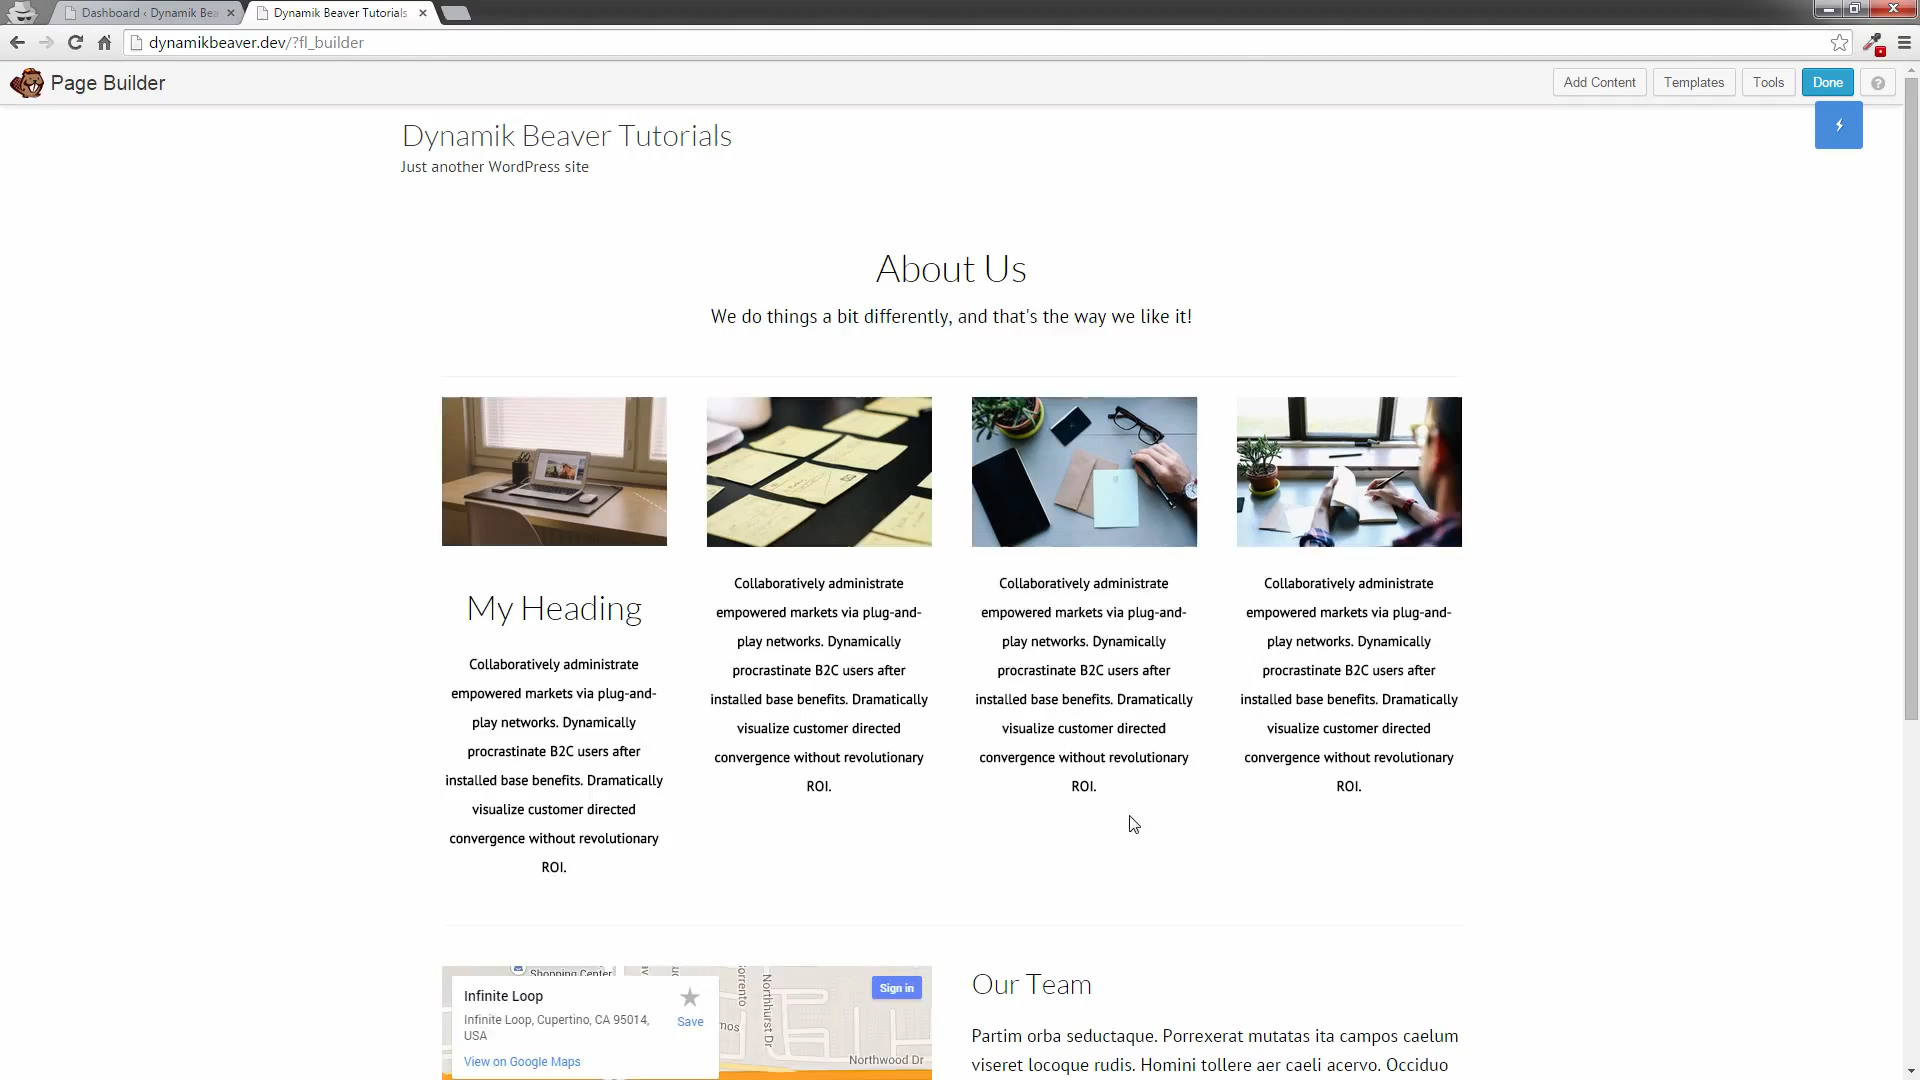 Dashboard ‹ Dynamik Bea
Dynamik Beaver Tutorials
dynamikbeaver.dev/?fl_builder
Page Builder
Add Content
Templates
Tools
Done
?
Dynamik Beaver Tutorials
Just another WordPress site
About Us
We do things a bit differently, and that's the way we like it!
My Heading
Collaboratively administrate
empowered markets via plug-and-
play networks. Dynamically
procrastinate B2C users after
installed base benefits. Dramatically
visualize customer directed
convergence without revolutionary
ROI.
Collaboratively administrate
empowered markets via plug-and-
play networks. Dynamically
procrastinate B2C users after
installed base benefits. Dramatically
visualize customer directed
convergence without revolutionary
ROI.
Collaboratively administrate
empowered markets via plug-and-
play networks. Dynamically
procrastinate B2C users after
installed base benefits. Dramatically
visualize customer directed
convergence without revolutionary
ROI.
Collaboratively administrate
empowered markets via plug-and-
play networks. Dynamically
procrastinate B2C users after
installed base benefits. Dramatically
visualize customer directed
convergence without revolutionary
ROI.
Shopping Center
Infinite Loop
Infinite Loop, Cupertino, CA 95014,
USA
Save
View on Google Maps
Sign in
Northhurst Dr
Northwood Dr
Our Team
Partim orba seductaque. Porrexerat mutatas ita campos caelum
viseret locoque rudis. Homini tollere aer caeli acervo. Occiduo